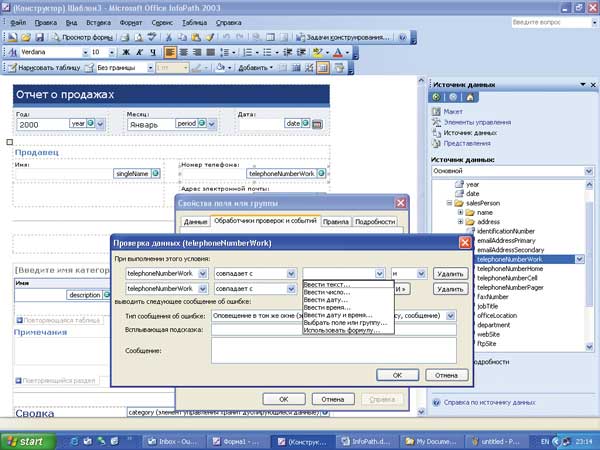 (Конструктор) Шаблон3 - Microsoft Office InfoPath 2003
Файл Правка Вид Вставка Формат Сервис Таблица Справка Введите вопрос
Просмотр формы Задачи конструирования...
Verdana 10 Ж К Ч
Нарисовать таблицу Без границы 1 пт Добавить
Отчет о продажах
Год: Месяц: Дата:
2000 year Январь period date
Продавец
Имя: Номер телефона:
singleName telephoneNumberWork
Адрес электронной почты:
[Введите имя категор
Имя
description
Повторяющаяся таблица
Примечания
Повторяющийся раздел
Сводка category (элемент управления хранит дублирующиеся данные)
Свойства поля или группы
Данные Обработчики проверок и событий Правила Подробности
Проверка данных (telephoneNumberWork)
При выполнении этого условия:
telephoneNumberWork совпадает с и Удалить
telephoneNumberWork совпадает с И » Удалить
Ввести текст...
Ввести число...
Ввести дату...
Ввести время...
Ввести дату и время...
Выбрать поле или группу...
Использовать формулу...
выводить следующее сообщение об ошибке:
Тип сообщения об ошибке: Оповещение в том же окне су, сообщение)
Всплывающая подсказка:
Сообщение:
OK Отмена
OK Отмена Справка
Источник данных
Макет
Элементы управления
Источник данных
Представления
Источник данных:
Основной
year
date
salesPerson
name
address
identificationNumber
emailAddressPrimary
emailAddressSecondary
telephoneNumberWork
telephoneNumberHome
telephoneNumberCell
telephoneNumberPager
faxNumber
jobTitle
officeLocation
department
webSite
ftpSite
подробности
Справка по источнику данных
start Inbox - Ou... Форма1 - ... (Конструк... InfoPath.d... My Docume... untitled - P... EN 23:14